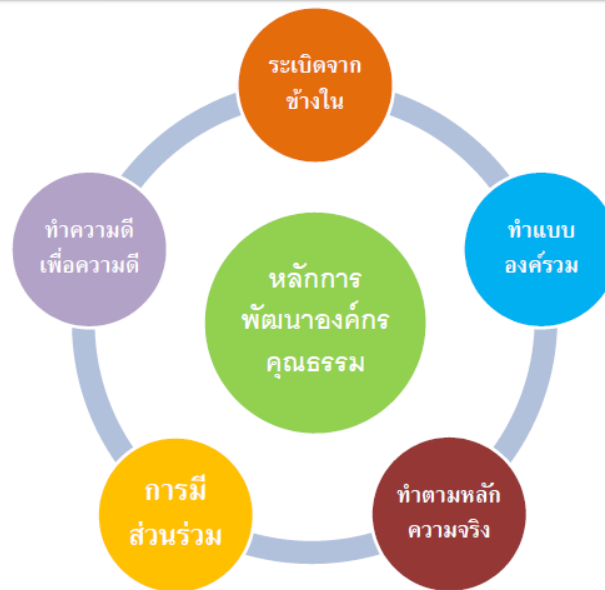 ระเบิดจาก
ข้างใน
ทำแบบ
องค์รวม
ทำตามหลัก
ความจริง
การมี
ส่วนร่วม
ทำความดี
เพื่อความดี
หลักการ
พัฒนาองค์กร
คุณธรรม